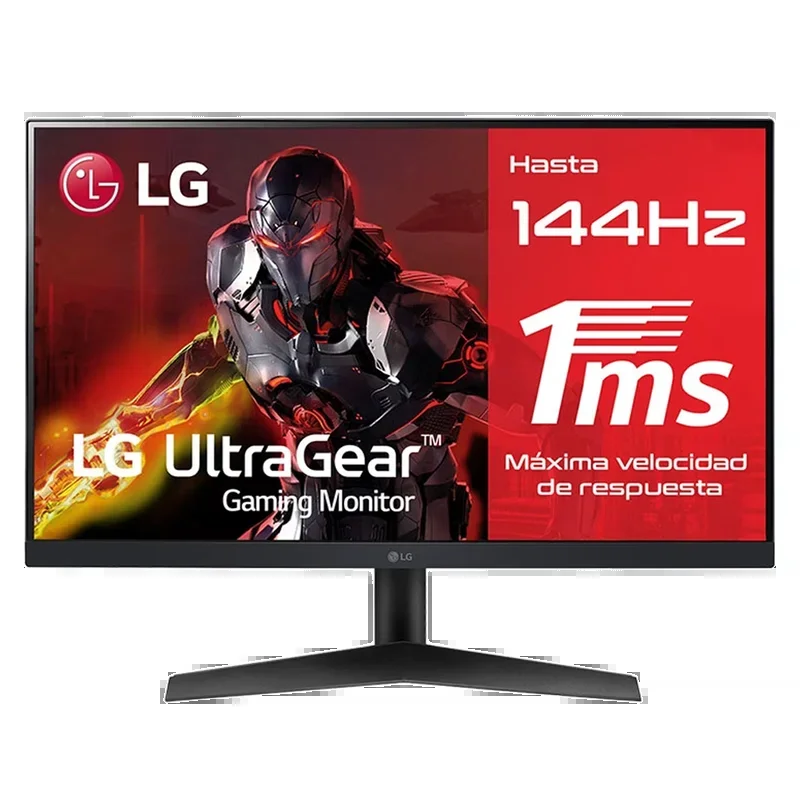 LG
LG UltraGear™
Gaming Monitor
Hasta
144Hz
1ms
Máxima velocidad
de respuesta
LG